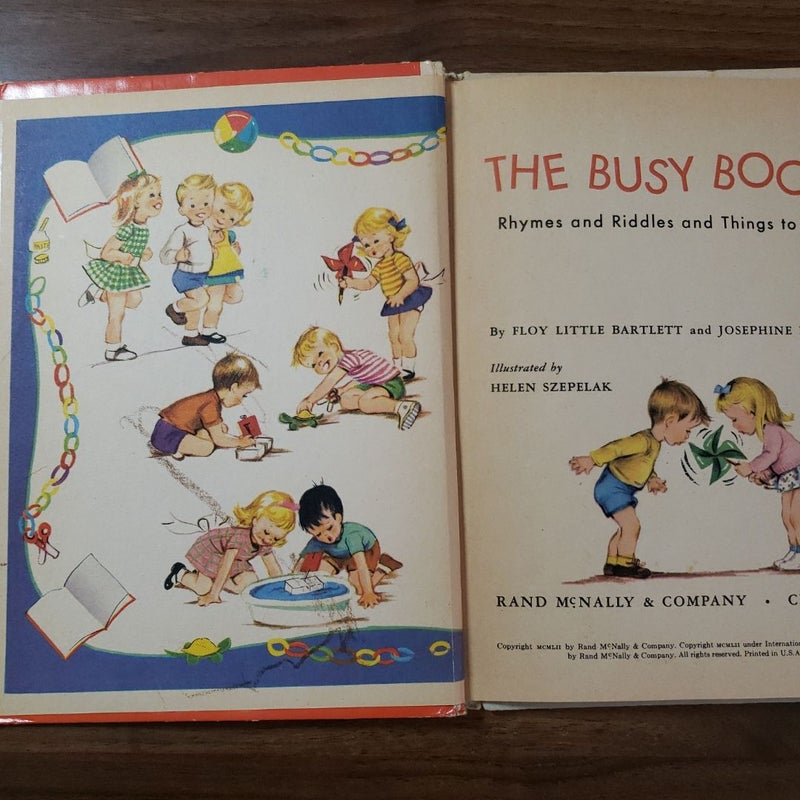 PASTE
THE BUSY BOO
Rhymes and Riddles and Things to
By FLOY LITTLE BARTLETT and JOSEPHINE
Illustrated by
HELEN SZEPELAK
RAND McNALLY & COMPANY • C
Copyright MCMLII by Rand McNally & Company. Copyright MCMLII under Internation
by Rand McNally & Company. All rights reserved. Printed in U.S.A.